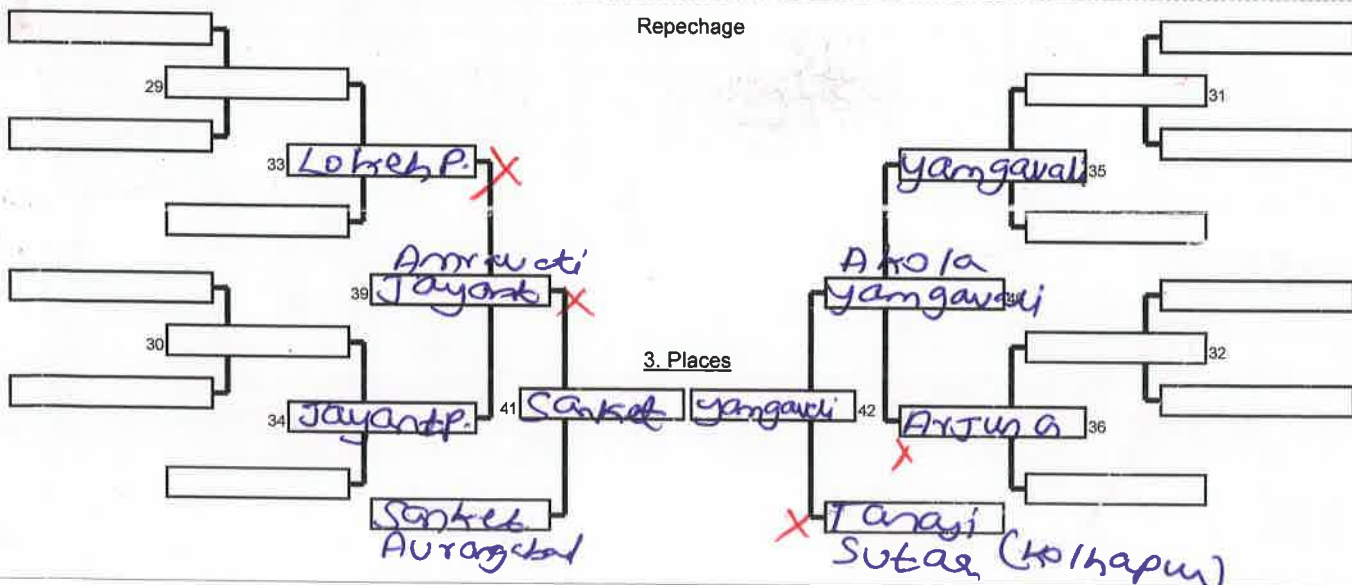 Repechage
29
31
33 Lokesh P.
yamgavali 35
Amravati
39 Jayant
Akola
yamgavali
30
32
3. Places
41 Sanket
yamgavali 42
34 Jayant P.
Arjun G 36
Sanket
Aurangabad
Tanaji
Sutar (Kolhapur)